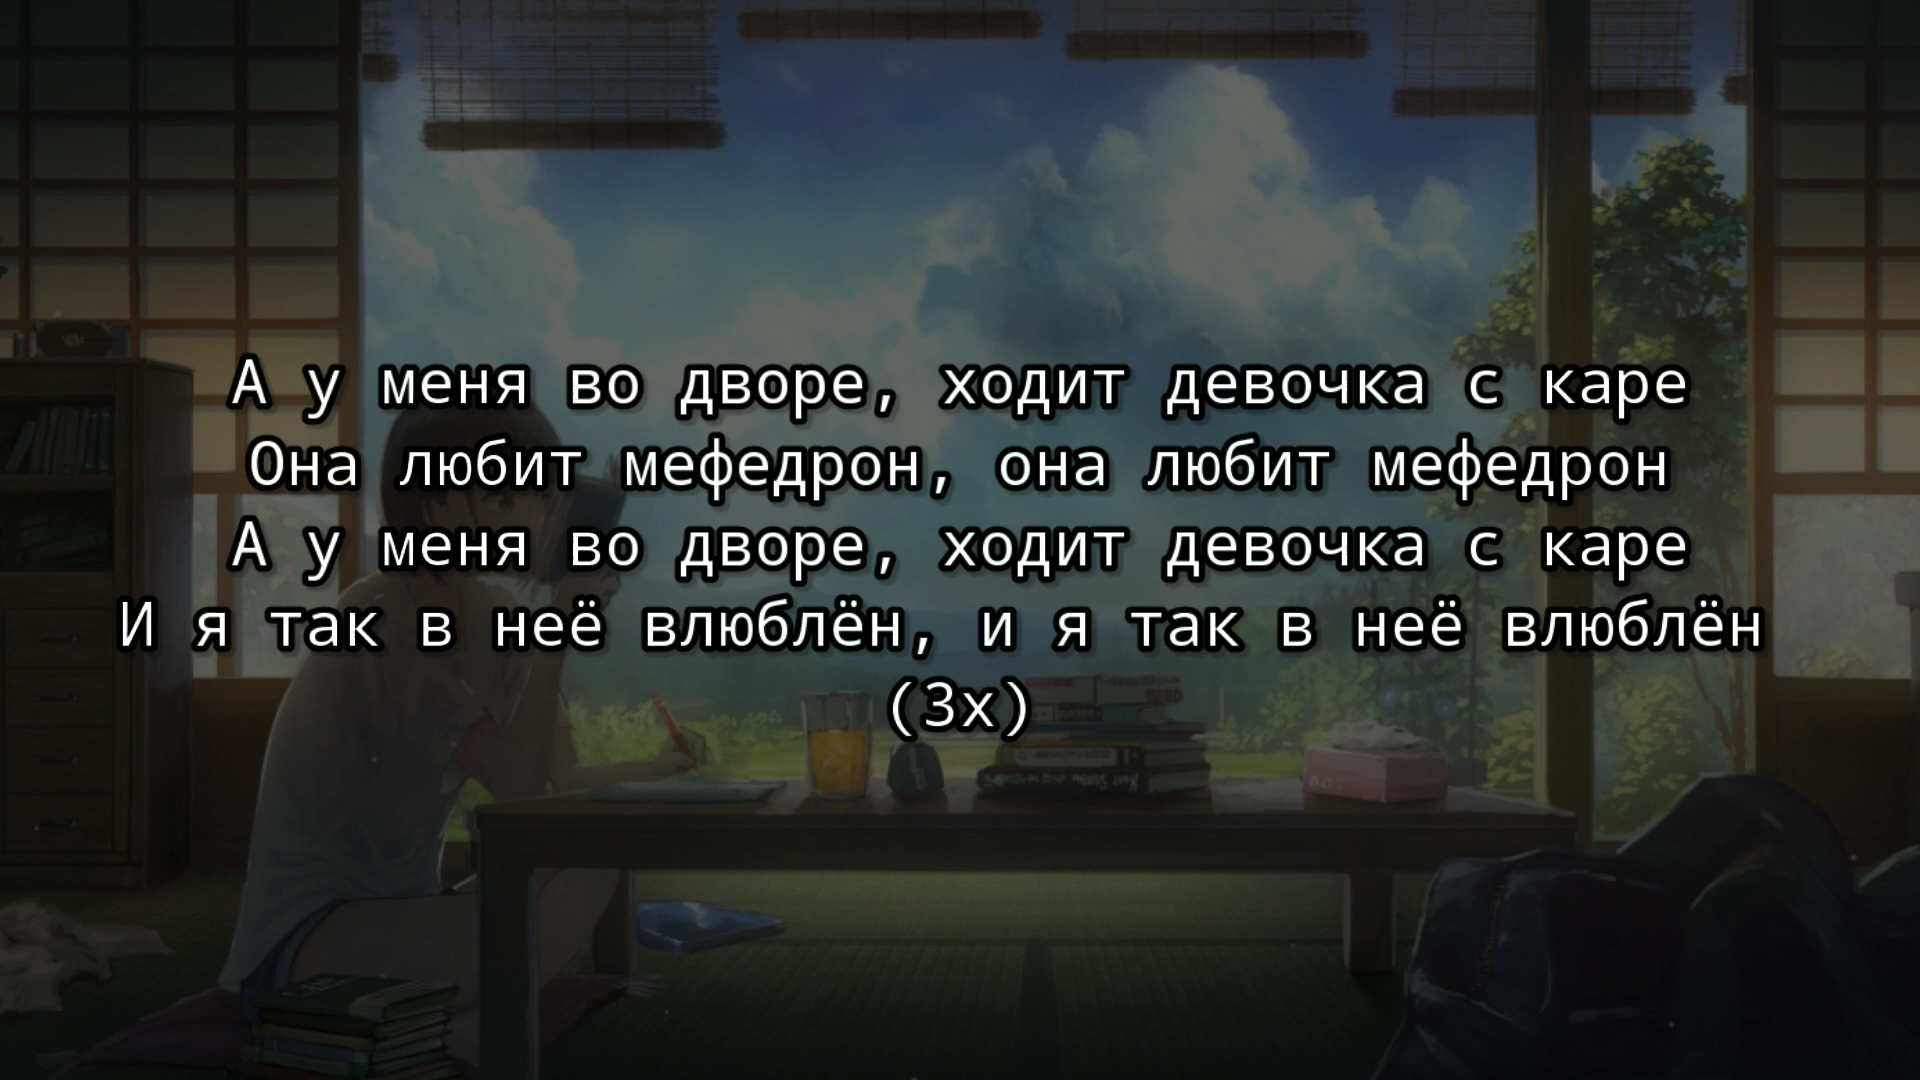 А у меня во дворе, ходит девочка с каре
Она любит мефедрон, она любит мефедрон
А у меня во дворе, ходит девочка с каре
И я так в неё влюблён, и я так в неё влюблён
(3х)